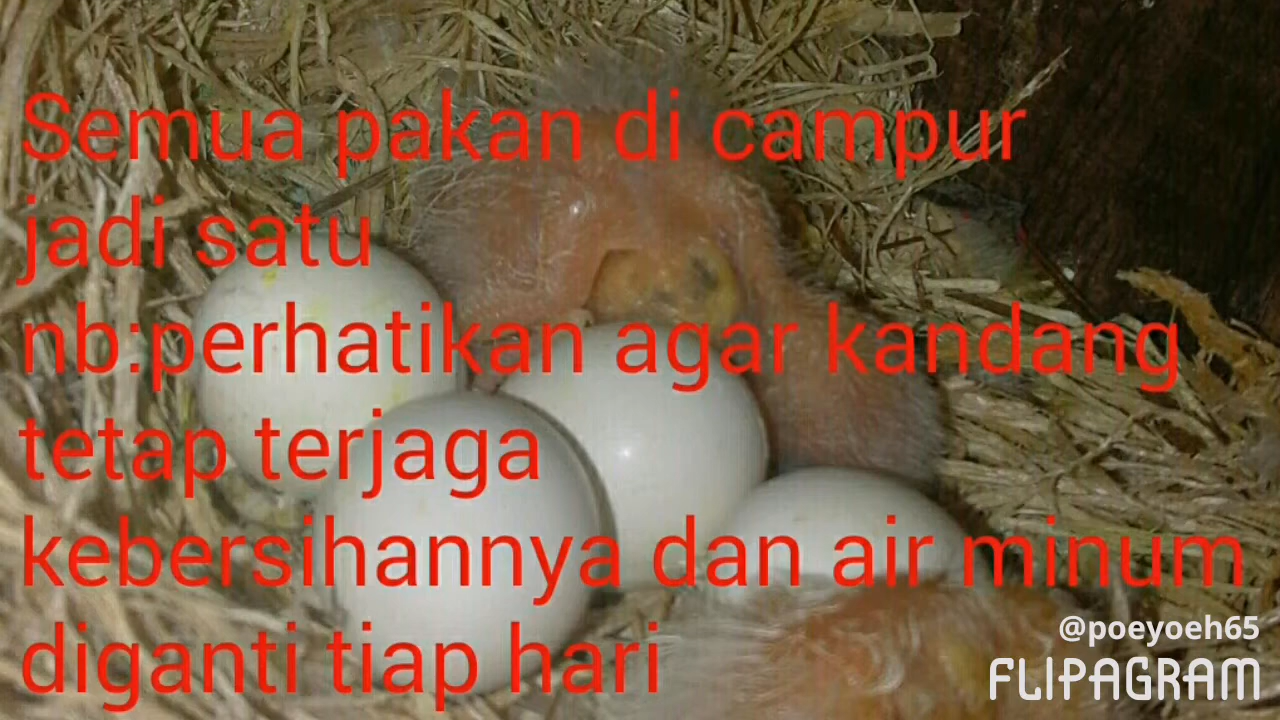 Semua pakan di campur
jadi satu
nb:perhatikan agar kandang
tetap terjaga
kebersihannya dan air minum
diganti tiap hari
@poeyoeh65
FLIPAGRAM